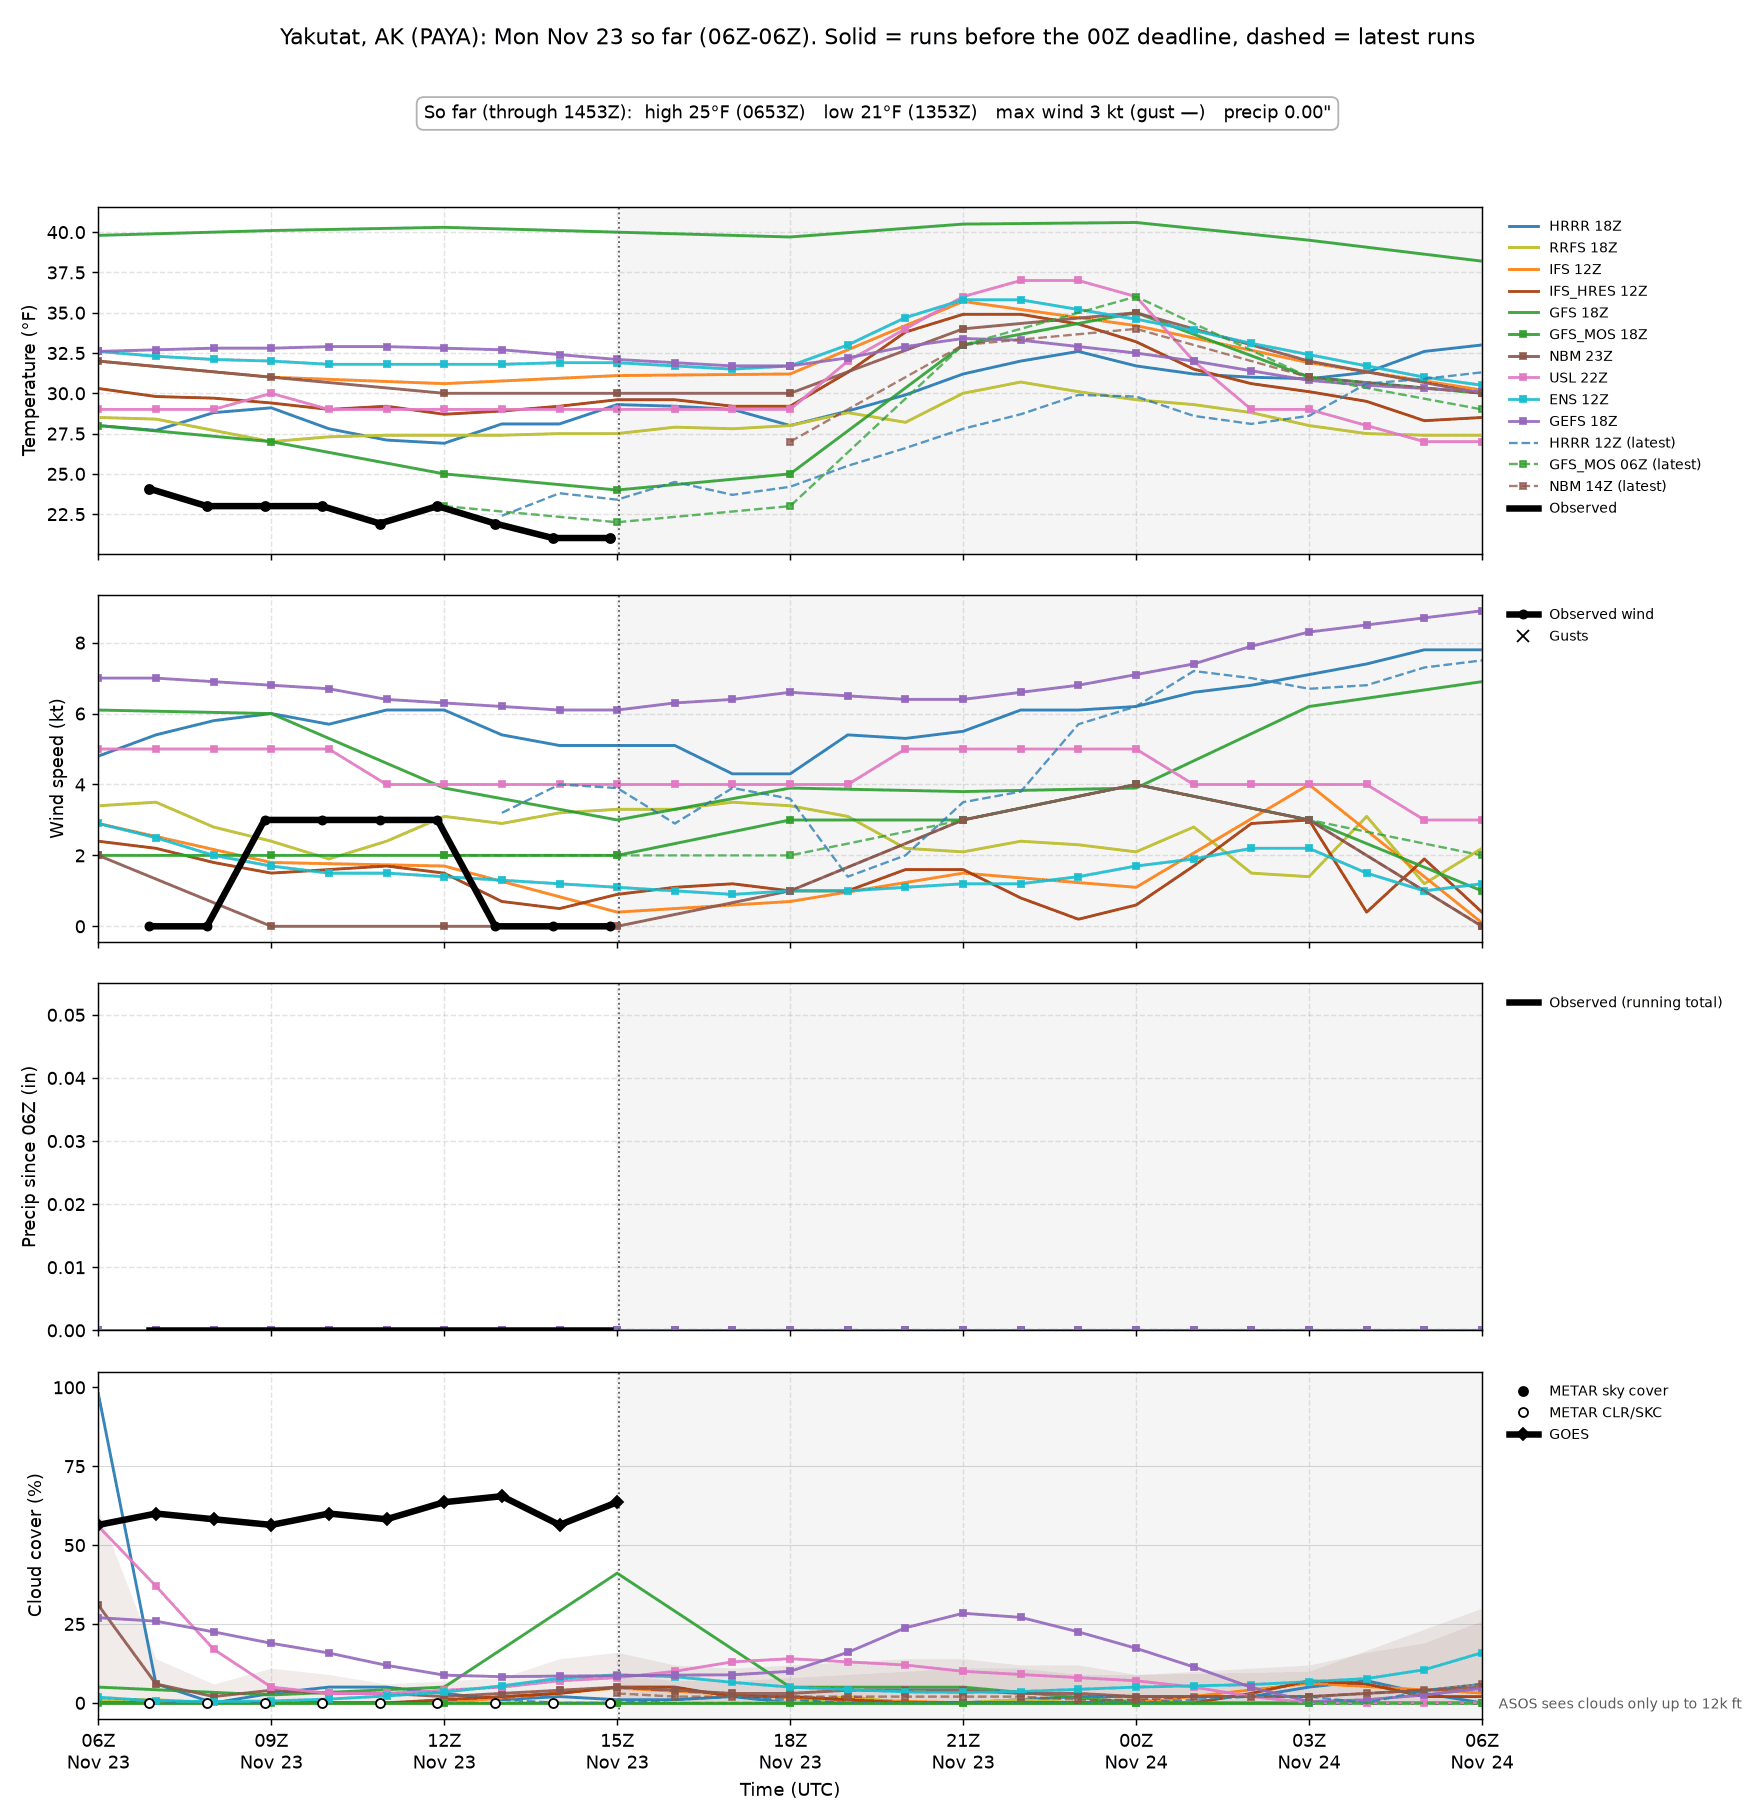 Yakutat, AK (PAYA): Mon Nov 23 so far (06Z-06Z). Solid = runs before the 00Z deadline, dashed = latest runs
So far (through 1453Z):  high 25°F (0653Z)   low 21°F (1353Z)   max wind 3 kt (gust —)   precip 0.00"
Temperature (°F)
40.0
37.5
35.0
32.5
30.0
27.5
25.0
22.5
HRRR 18Z
RRFS 18Z
IFS 12Z
IFS_HRES 12Z
GFS 18Z
GFS_MOS 18Z
NBM 23Z
USL 22Z
ENS 12Z
GEFS 18Z
HRRR 12Z (latest)
GFS_MOS 06Z (latest)
NBM 14Z (latest)
Observed
Wind speed (kt)
8
6
4
2
0
Observed wind
Gusts
Precip since 06Z (in)
0.05
0.04
0.03
0.02
0.01
0.00
Observed (running total)
Cloud cover (%)
100
75
50
25
0
METAR sky cover
METAR CLR/SKC
GOES
ASOS sees clouds only up to 12k ft
06Z
Nov 23
09Z
Nov 23
12Z
Nov 23
15Z
Nov 23
18Z
Nov 23
21Z
Nov 23
00Z
Nov 24
03Z
Nov 24
06Z
Nov 24
Time (UTC)